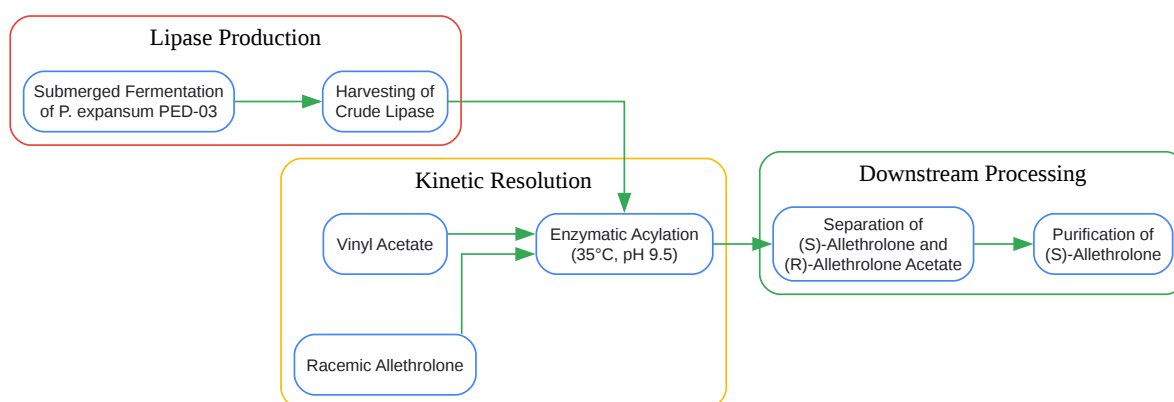 Lipase Production
Submerged Fermentation
of P. expansum PED-03
Harvesting of
Crude Lipase
Kinetic Resolution
Vinyl Acetate
Racemic Allethrolone
Enzymatic Acylation
(35°C, pH 9.5)
Downstream Processing
Separation of
(S)-Allethrolone and
(R)-Allethrolone Acetate
Purification of
(S)-Allethrolone